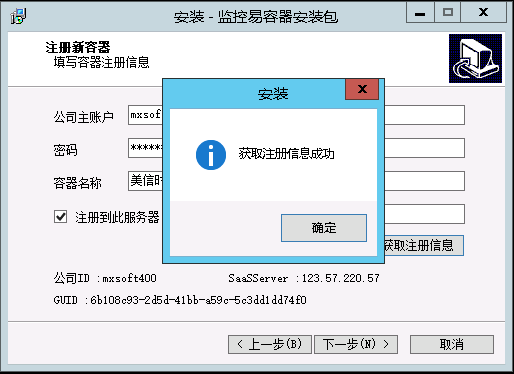 安装 - 监控易容器安装包
注册新容器
填写容器注册信息
安装
公司主账户
mxsof
密码
******
获取注册信息成功
容器名称
美信时
注册到此服务器
确定
获取注册信息
公司ID :mxsoft400
SaaSServer :123.57.220.57
GUID :6b108c93-2d5d-41bb-a59c-5c3dd1dd74f0
< 上一步(B)
下一步(N) >
取消